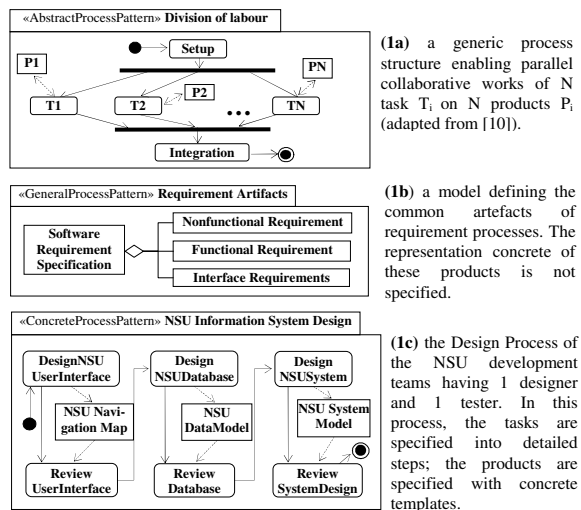 «AbstractProcessPattern» Division of labour
Setup
P1
PN
T1
T2
P2
TN
• • •
Integration
(1a) a generic process
structure enabling parallel
collaborative works of N
task Ti on N products Pi
(adapted from [10]).
«GeneralProcessPattern» Requirement Artifacts
Software
Requirement
Specification
Nonfunctional Requirement
Functional Requirement
Interface Requirements
(1b) a model defining the
common artefacts of
requirement processes. The
representation concrete of
these products is not
specified.
«ConcreteProcessPattern» NSU Information System Design
DesignNSU
UserInterface
Design
NSUDatabase
Design
NSUSystem
NSU Navi-
gation Map
NSU
DataModel
NSU System
Model
Review
UserInterface
Review
Database
Review
SystemDesign
(1c) the Design Process of
the NSU development
teams having 1 designer
and 1 tester. In this
process, the tasks are
specified into detailed
steps; the products are
specified with concrete
templates.